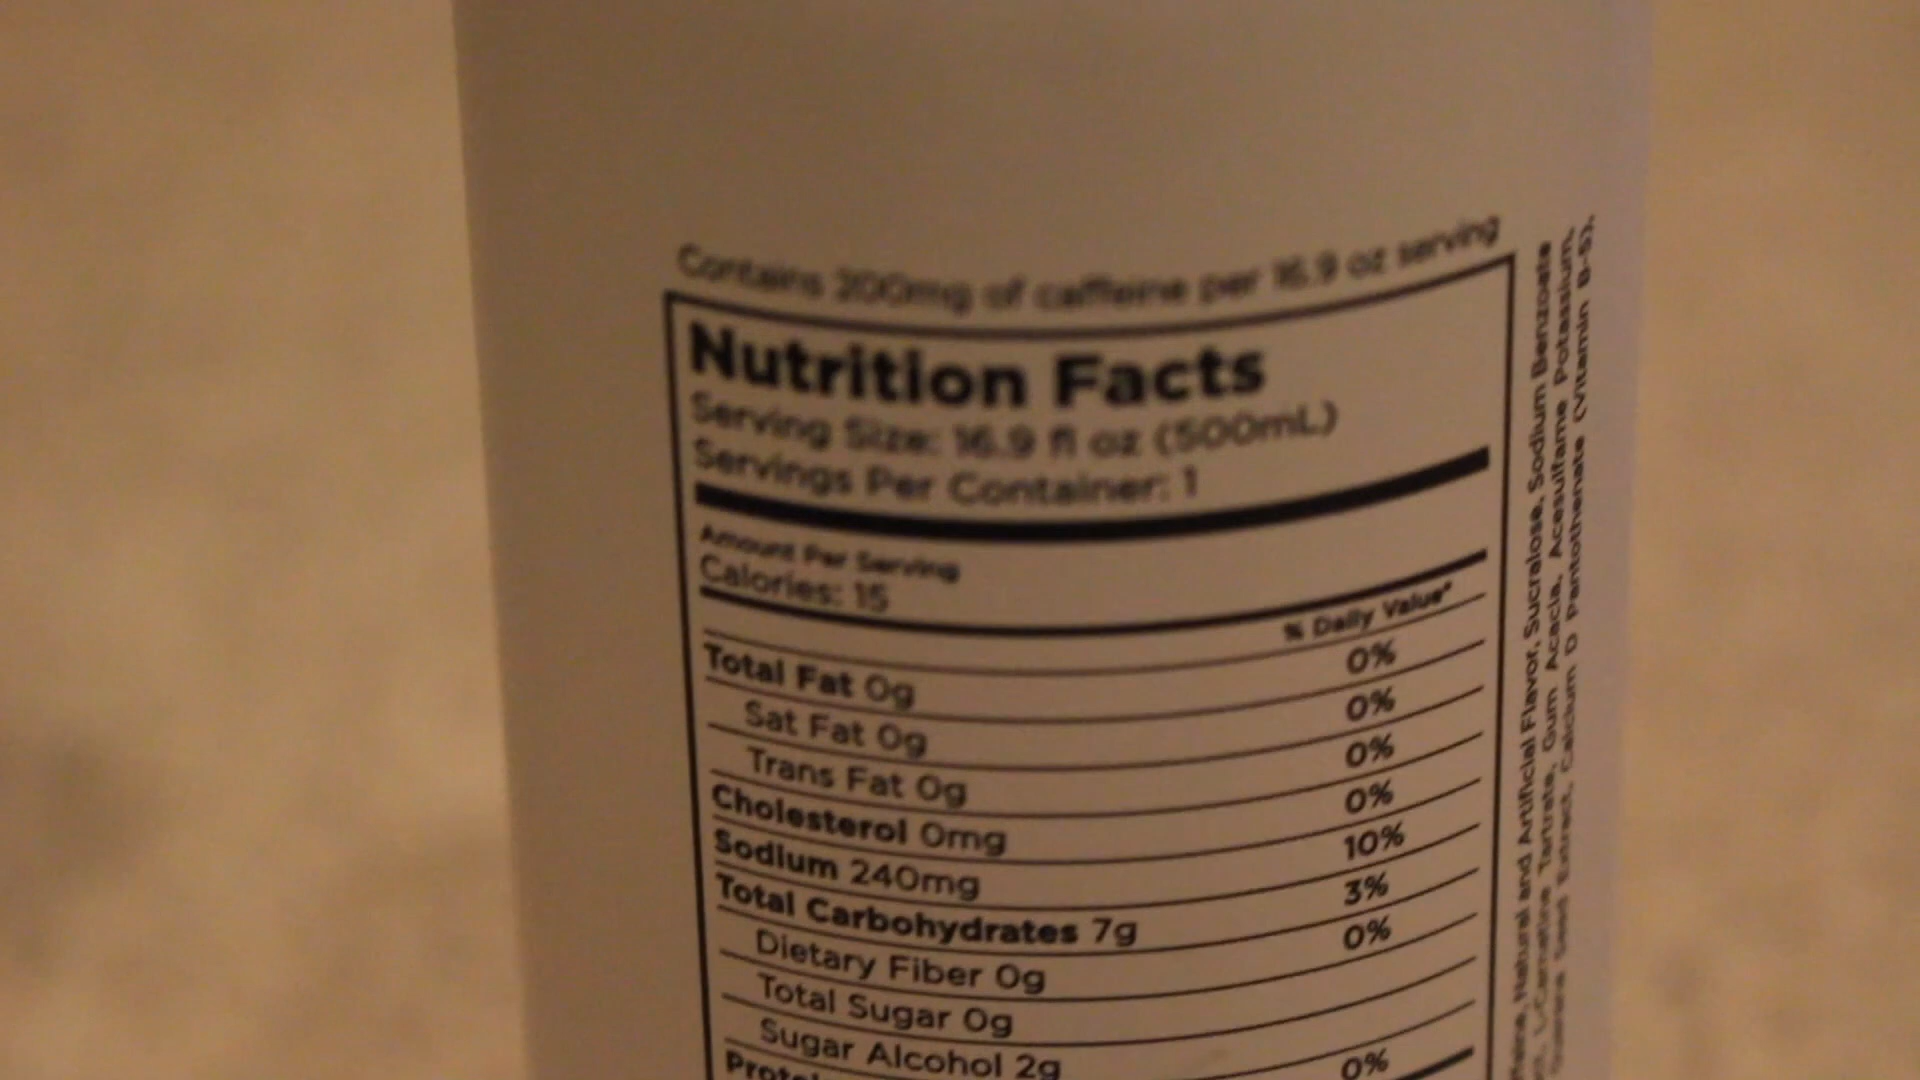 Contains 200mg of caffeine per 16.9 oz serving
Nutrition Facts
Serving Size: 16.9 fl oz (500mL)
Servings Per Container: 1
Amount Per Serving
Calories: 15
% Daily Value*
Total Fat 0g 0%
Sat Fat 0g 0%
Trans Fat 0g 0%
Cholesterol 0mg 0%
Sodium 240mg 10%
Total Carbohydrates 7g 3%
Dietary Fiber 0g 0%
Total Sugar 0g
Sugar Alcohol 2g
0%
Natural and Artificial Flavor, Sucralose, Sodium Benzoate
L-Carnitine Tartrate, Gum Acacia, Acesulfame Potassium,
Guarana Seed Extract, Calcium D Pantothenate (Vitamin B-5),